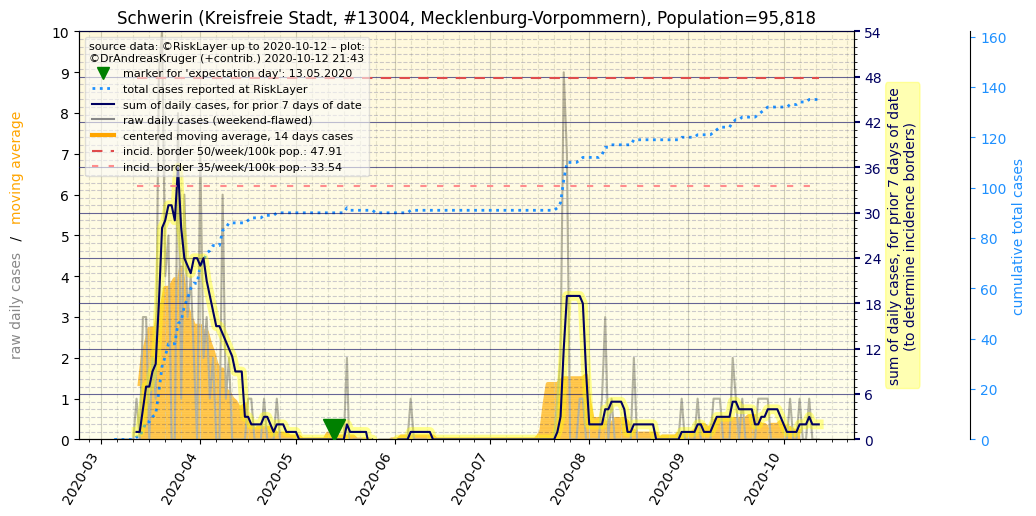 Schwerin (Kreisfreie Stadt, #13004, Mecklenburg-Vorpommern), Population=95,818
source data: ©RiskLayer up to 2020-10-12 – plot:
©DrAndreasKruger (+contrib.) 2020-10-12 21:43
marker for 'expectation day': 13.05.2020
total cases reported at RiskLayer
sum of daily cases, for prior 7 days of date
raw daily cases (weekend-flawed)
centered moving average, 14 days cases
incid. border 50/week/100k pop.: 47.91
incid. border 35/week/100k pop.: 33.54
raw daily cases / moving average
10
9
8
7
6
5
4
3
2
1
0
2020-03
2020-04
2020-05
2020-06
2020-07
2020-08
2020-09
2020-10
54
48
42
36
30
24
18
12
6
0
sum of daily cases, for prior 7 days of date
(to determine incidence borders)
160
140
120
100
80
60
40
20
0
cumulative total cases